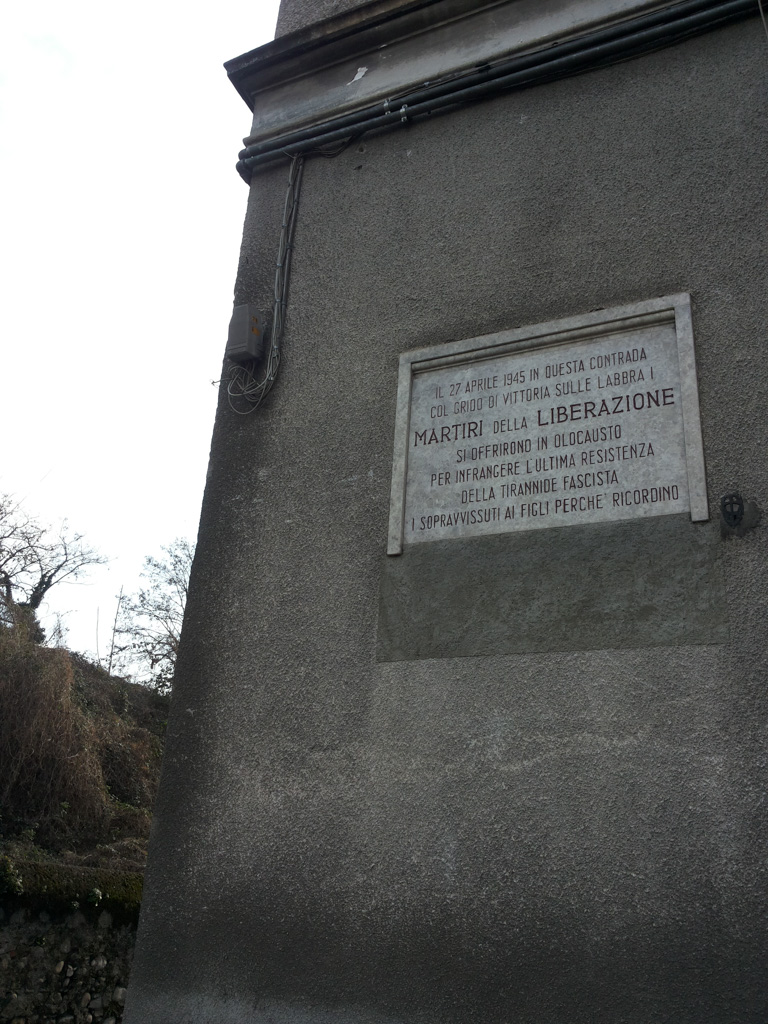 IL 27 APRILE 1945 IN QUESTA CONTRADA
COL GRIDO DI VITTORIA SULLE LABBRA I
MARTIRI DELLA LIBERAZIONE
SI OFFRIRONO IN OLOCAUSTO
PER INFRANGERE L'ULTIMA RESISTENZA
DELLA TIRANNIDE FASCISTA
I SOPRAVVISSUTI AI FIGLI PERCHE' RICORDINO